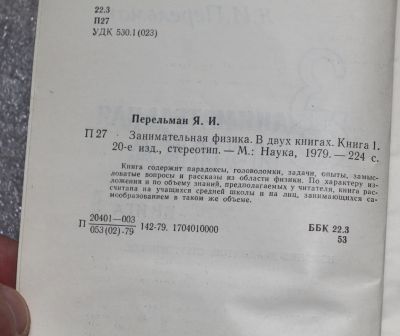 22.3
П27
УДК 530.1 (023)
Перельман Я. И.
П 27 Занимательная физика. В двух книгах. Книга 1.
20-е изд., стереотип. — М.: Наука, 1979. — 224 с.
Книга содержит парадоксы, головоломки, задачи, опыты, замыс-
ловатые вопросы и рассказы из области физики. По характеру из-
ложения и по объему знаний, предполагаемых у читателя, книга рас-
считана на учащихся средней школы и на лиц, занимающихся са-
мообразованием в таком же объеме.
П 20401—003
053(02)-79 142-79. 1704010000
ББК 22.3
53